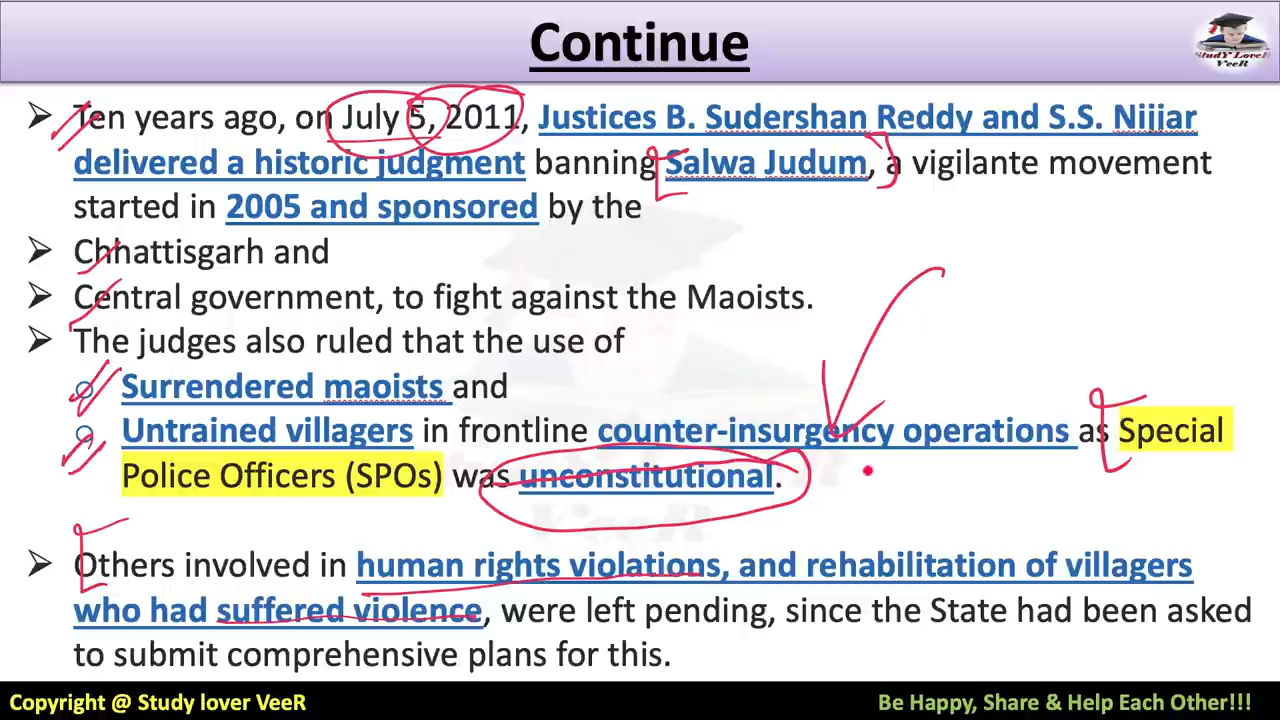 Continue
StudY LoveR
VeeR
➢ Ten years ago, on July 5, 2011, Justices B. Sudershan Reddy and S.S. Nijjar
delivered a historic judgment banning Salwa Judum, a vigilante movement
started in 2005 and sponsored by the
➢ Chhattisgarh and
➢ Central government, to fight against the Maoists.
➢ The judges also ruled that the use of
o Surrendered maoists and
o Untrained villagers in frontline counter-insurgency operations as Special
Police Officers (SPOs) was unconstitutional.
VeeR
➢ Others involved in human rights violations, and rehabilitation of villagers
who had suffered violence, were left pending, since the State had been asked
to submit comprehensive plans for this.
Copyright @ Study lover VeeR
Be Happy, Share & Help Each Other!!!